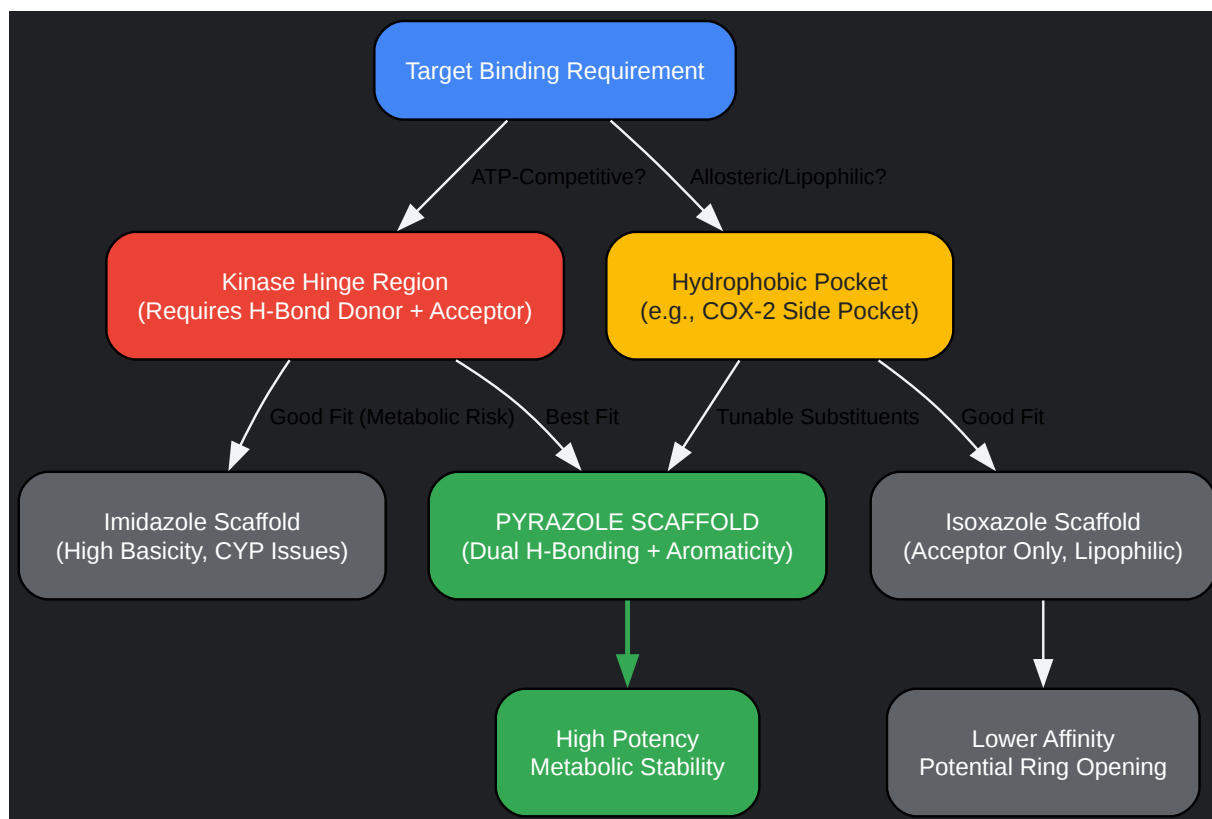 Target Binding Requirement
ATP-Competitive?
Allosteric/Lipophilic?
Kinase Hinge Region
(Requires H-Bond Donor + Acceptor)
Hydrophobic Pocket
(e.g., COX-2 Side Pocket)
Good Fit (Metabolic Risk)
Best Fit
Tunable Substituents
Good Fit
Imidazole Scaffold
(High Basicity, CYP Issues)
PYRAZOLE SCAFFOLD
(Dual H-Bonding + Aromaticity)
Isoxazole Scaffold
(Acceptor Only, Lipophilic)
High Potency
Metabolic Stability
Lower Affinity
Potential Ring Opening